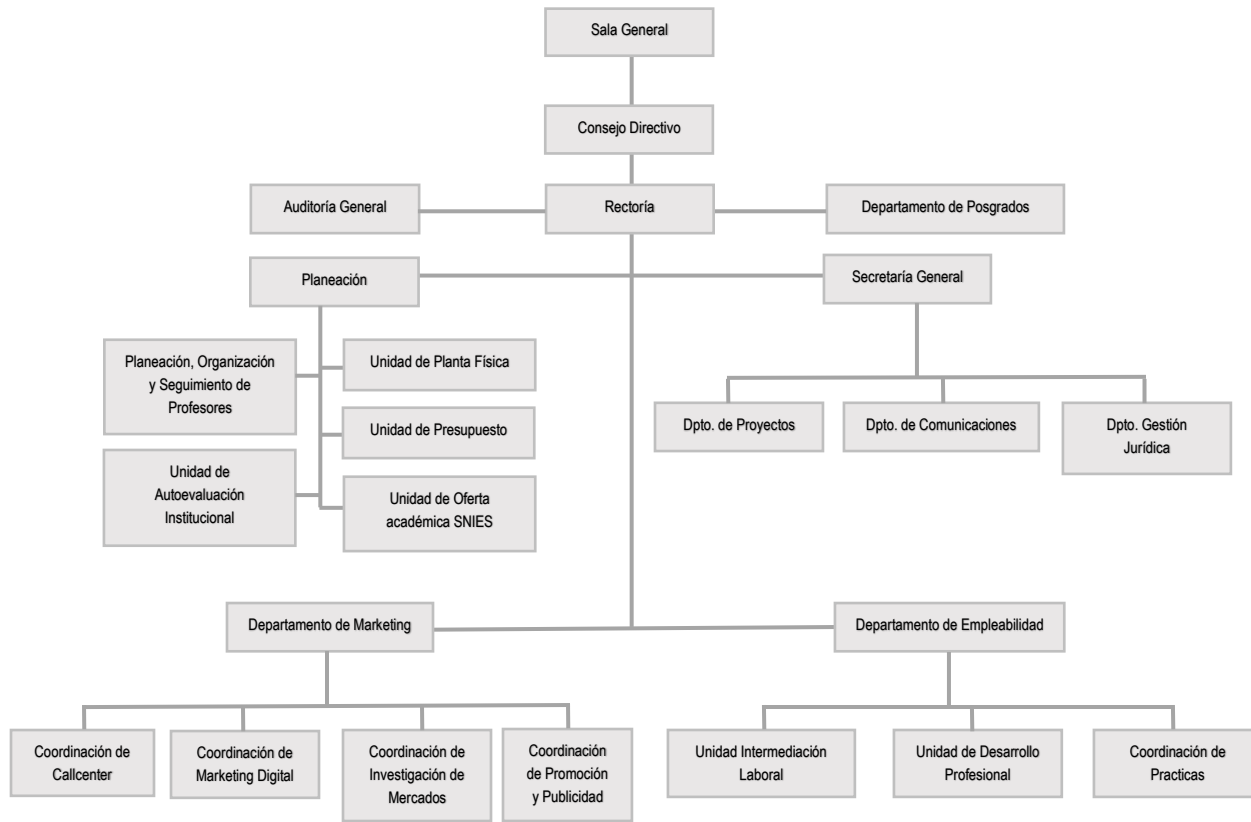 Sala General
Consejo Directivo
Auditoría General
Rectoría
Departamento de Posgrados
Planeación
Secretaría General
Planeación, Organización
y Seguimiento de
Profesores
Unidad de Planta Física
Unidad de Presupuesto
Unidad de
Autoevaluación
Institucional
Unidad de Oferta
académica SNIES
Dpto. de Proyectos
Dpto. de Comunicaciones
Dpto. Gestión
Jurídica
Departamento de Marketing
Departamento de Empleabilidad
Coordinación de
Callcenter
Coordinación de
Marketing Digital
Coordinación de
Investigación de
Mercados
Coordinación
de Promoción
y Publicidad
Unidad Intermediación
Laboral
Unidad de Desarrollo
Profesional
Coordinación de
Practicas